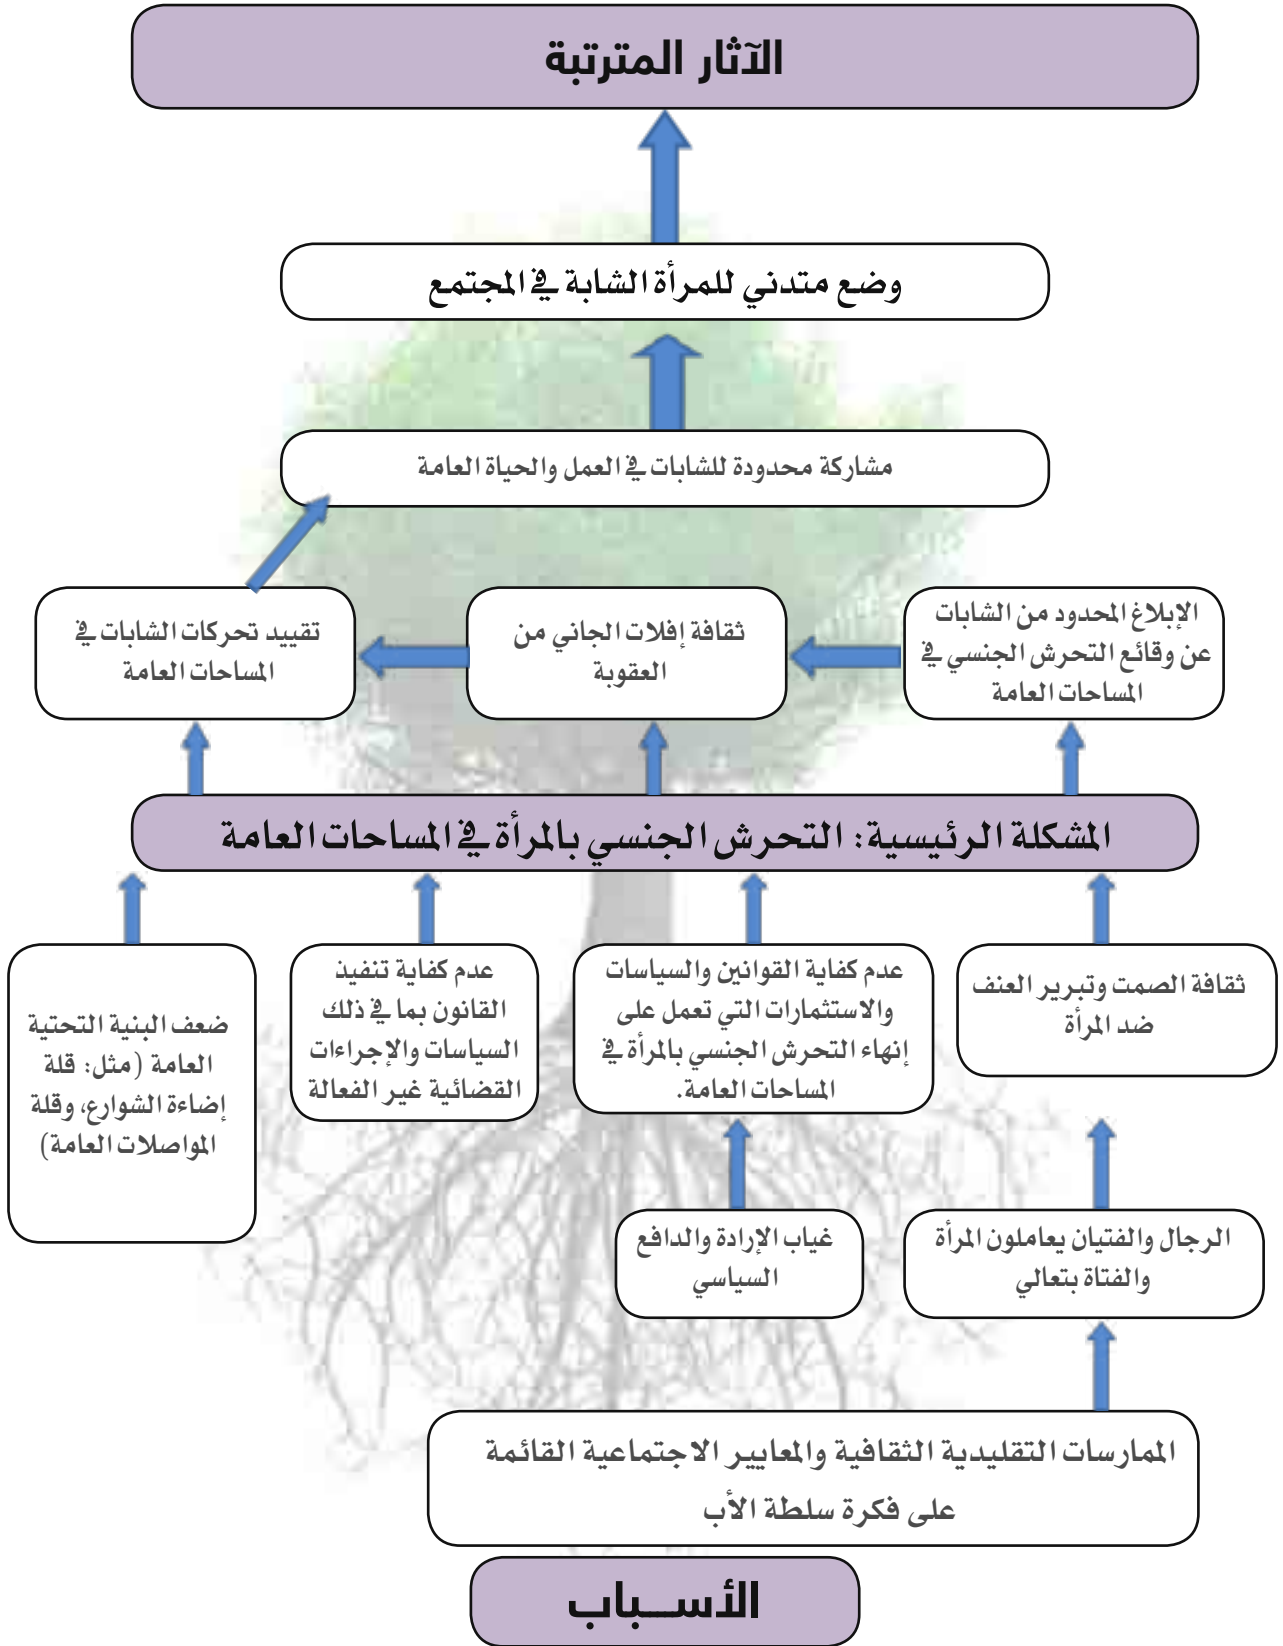 الآثار المترتبة
وضع متدني للمرأة الشابة في المجتمع
مشاركة محدودة للشابات في العمل والحياة العامة
الإبلاغ المحدود من الشابات
عن وقائع التحرش الجنسي في
المساحات العامة
ثقافة إفلات الجاني من
العقوبة
تقييد تحركات الشابات في
المساحات العامة
المشكلة الرئيسية: التحرش الجنسي بالمرأة في المساحات العامة
ثقافة الصمت وتبرير العنف
ضد المرأة
عدم كفاية القوانين والسياسات
والاستثمارات التي تعمل على
إنهاء التحرش الجنسي بالمرأة في
المساحات العامة.
عدم كفاية تنفيذ
القانون بما في ذلك
السياسات والإجراءات
القضائية غير الفعالة
ضعف البنية التحتية
العامة (مثل: قلة
إضاءة الشوارع، وقلة
المواصلات العامة)
الرجال والفتيان يعاملون المرأة
والفتاة بتعالي
غياب الإرادة والدافع
السياسي
الممارسات التقليدية الثقافية والمعايير الاجتماعية القائمة
على فكرة سلطة الأب
الأســباب